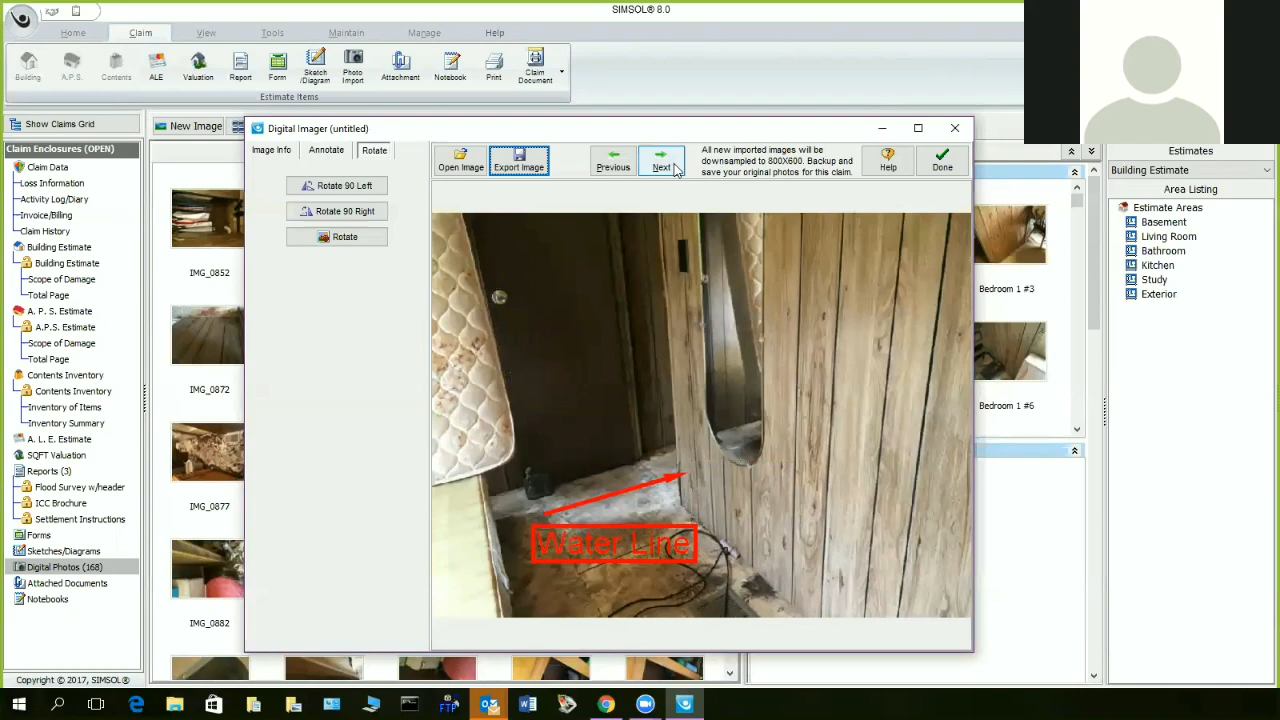 SIMSOL® 8.0
Home Claim View Tools Maintain Manage Help
Building A.P.S. Contents ALE Valuation Report Form Sketch /Diagram Photo Import Attachment Notebook Print Claim Document
Estimate Items
Show Claims Grid
New Image
Claim Enclosures (OPEN)
Claim Data
Loss Information
Activity Log/Diary
Invoice/Billing
Claim History
Building Estimate
Building Estimate
Scope of Damage
Total Page
A. P. S. Estimate
A.P.S. Estimate
Scope of Damage
Total Page
Contents Inventory
Contents Inventory
Inventory of Items
Inventory Summary
A. L. E. Estimate
SQFT Valuation
Reports (3)
Flood Survey w/header
ICC Brochure
Settlement Instructions
Forms
Sketches/Diagrams
Digital Photos (168)
Attached Documents
Notebooks
Copyright © 2017, SIMSOL®
IMG_0852
IMG_0872
IMG_0877
IMG_0882
Digital Imager (untitled)
Image Info Annotate Rotate
Rotate 90 Left
Rotate 90 Right
Rotate
Open Image Export Image Previous Next
All new imported images will be
downsampled to 800X600. Backup and
save your original photos for this claim.
Help Done
Water Line
Bedroom 1 #3
Bedroom 1 #6
Estimates
Building Estimate
Area Listing
Estimate Areas
Basement
Living Room
Bathroom
Kitchen
Study
Exterior
FTP